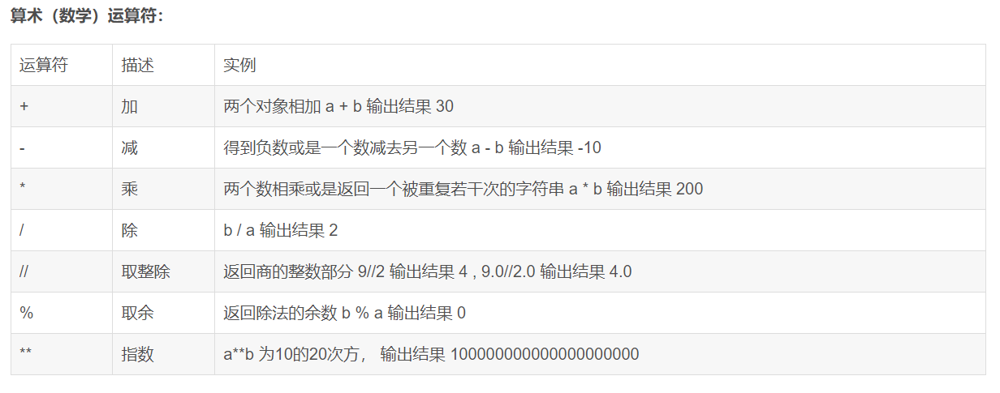 算术（数学）运算符：
运算符 描述 实例
+ 加 两个对象相加 a + b 输出结果 30
- 减 得到负数或是一个数减去另一个数 a - b 输出结果 -10
* 乘 两个数相乘或是返回一个被重复若干次的字符串 a * b 输出结果 200
/ 除 b / a 输出结果 2
// 取整除 返回商的整数部分 9//2 输出结果 4 , 9.0//2.0 输出结果 4.0
% 取余 返回除法的余数 b % a 输出结果 0
** 指数 a**b 为10的20次方， 输出结果 100000000000000000000